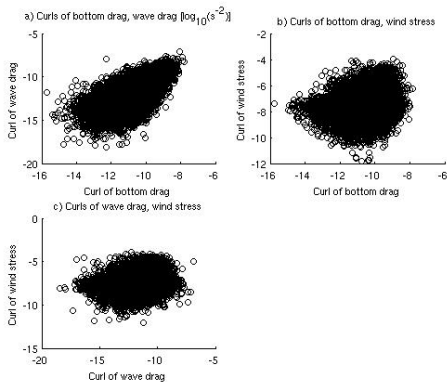 a) Curls of bottom drag, wave drag [log10(s-2)]
-5
-10
-15
-20
Curl of wave drag
-16 -14 -12 -10 -8 -6
Curl of bottom drag
b) Curls of bottom drag, wind stress
-2
-4
-6
-8
-10
-12
Curl of wind stress
-16 -14 -12 -10 -8 -6
Curl of bottom drag
c) Curls of wave drag, wind stress
0
-5
-10
-15
Curl of wind stress
-20 -15 -10 -5
Curl of wave drag